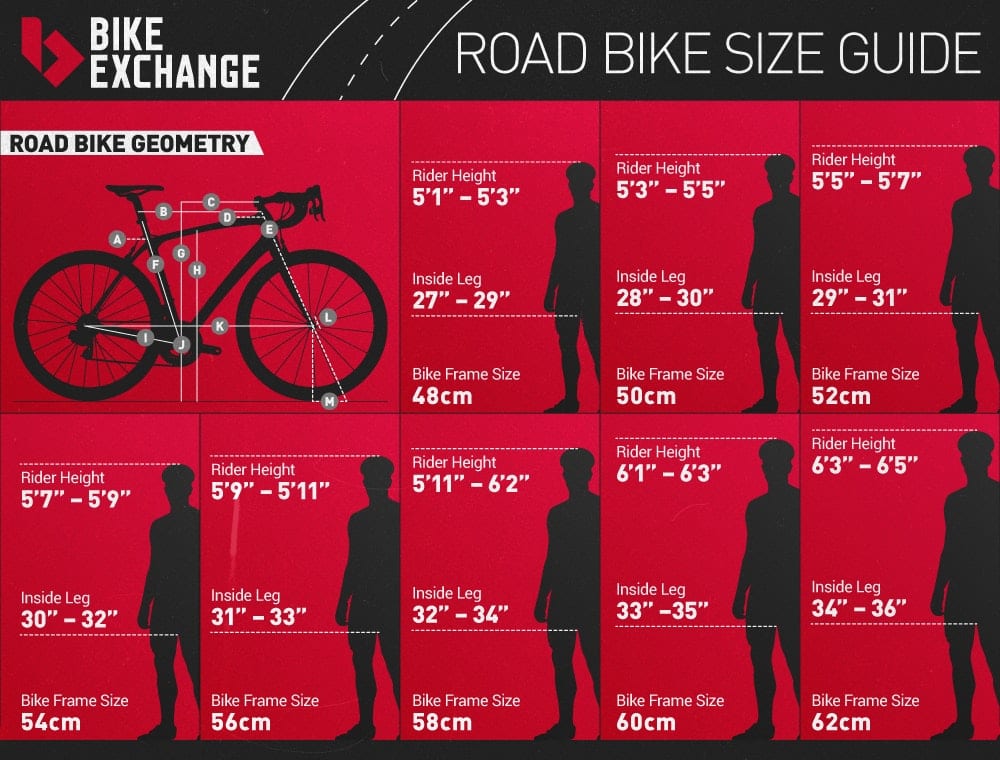 BIKE
EXCHANGE
ROAD BIKE SIZE GUIDE
ROAD BIKE GEOMETRY
A
B
C
D
E
F
G
H
I
J
K
L
M
Rider Height
5’1” – 5’3”
Inside Leg
27” – 29”
Bike Frame Size
48cm
Rider Height
5’3” – 5’5”
Inside Leg
28” – 30”
Bike Frame Size
50cm
Rider Height
5’5” – 5’7”
Inside Leg
29” – 31”
Bike Frame Size
52cm
Rider Height
5’7” – 5’9”
Inside Leg
30” – 32”
Bike Frame Size
54cm
Rider Height
5’9” – 5’11”
Inside Leg
31” – 33”
Bike Frame Size
56cm
Rider Height
5’11” – 6’2”
Inside Leg
32” – 34”
Bike Frame Size
58cm
Rider Height
6’1” – 6’3”
Inside Leg
33” –35”
Bike Frame Size
60cm
Rider Height
6’3” – 6’5”
Inside Leg
34” – 36”
Bike Frame Size
62cm